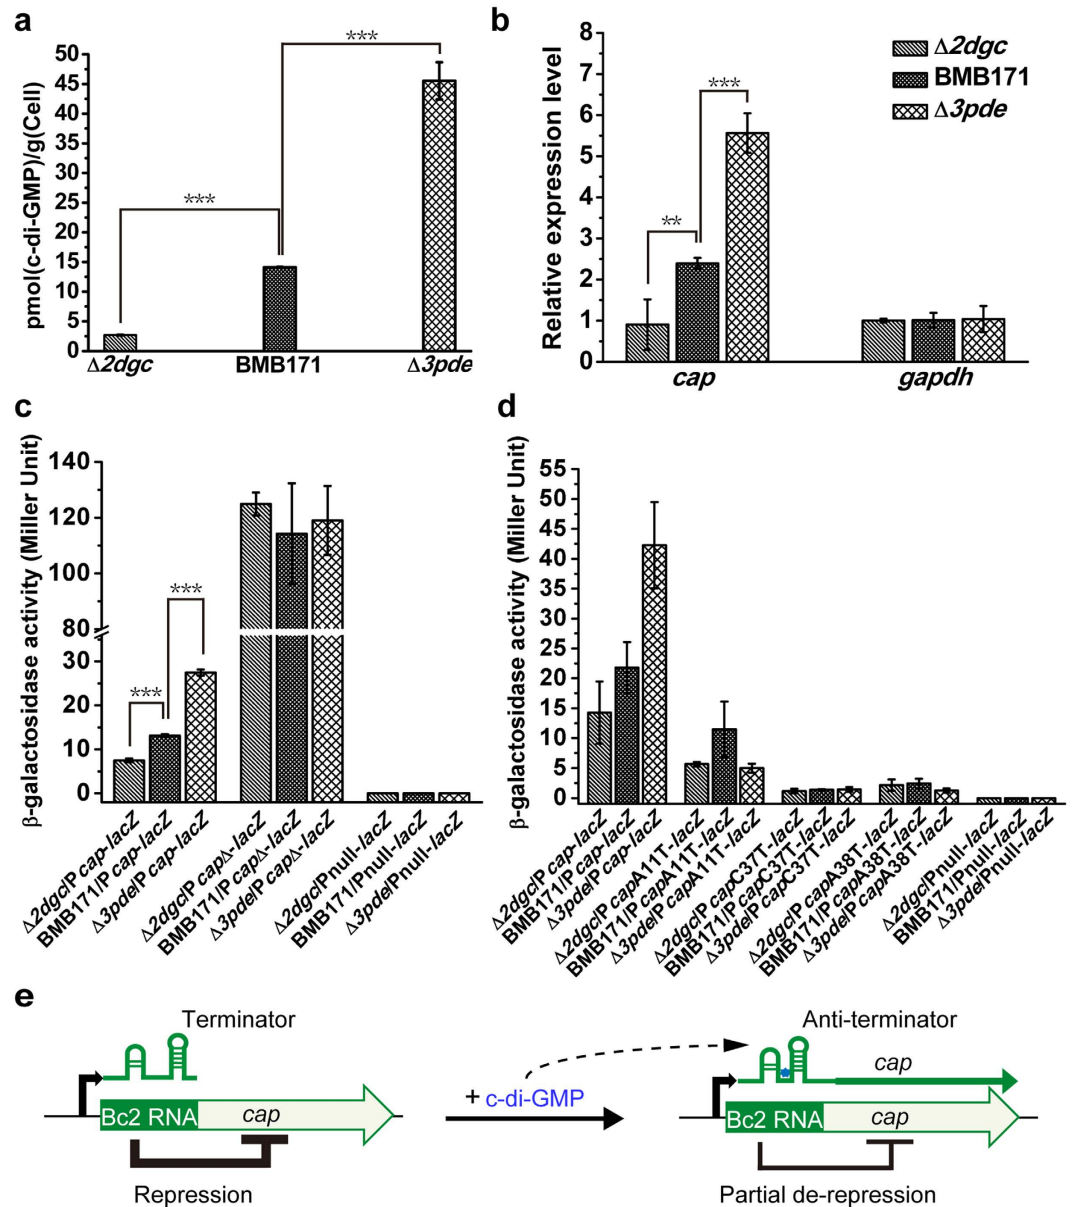 a
pmol(c-di-GMP)/g(Cell)
50
45
40
35
30
25
20
15
10
5
0
***
***
Δ2dgc
BMB171
Δ3pde
b
Relative expression level
8
7
6
5
4
3
2
1
0
**
***
Δ2dgc
BMB171
Δ3pde
cap
gapdh
c
β-galactosidase activity (Miller Unit)
140
120
100
80
30
20
10
0
***
***
Δ2dgc/P cap-lacZ
BMB171/P cap-lacZ
Δ3pde/P cap-lacZ
Δ2dgc/P capΔ-lacZ
BMB171/P capΔ-lacZ
Δ3pde/P capΔ-lacZ
Δ2dgc/Pnull-lacZ
BMB171/Pnull-lacZ
Δ3pde/Pnull-lacZ
d
β-galactosidase activity (Miller Unit)
55
50
45
40
35
30
25
20
15
10
5
0
Δ2dgc/P cap-lacZ
BMB171/P cap-lacZ
Δ3pde/P cap-lacZ
Δ2dgc/P capA11T-lacZ
BMB171/P capA11T-lacZ
Δ3pde/P capA11T-lacZ
Δ2dgc/P capC37T-lacZ
BMB171/P capC37T-lacZ
Δ3pde/P capC37T-lacZ
Δ2dgc/P capA38T-lacZ
BMB171/P capA38T-lacZ
Δ3pde/P capA38T-lacZ
Δ2dgc/Pnull-lacZ
BMB171/Pnull-lacZ
Δ3pde/Pnull-lacZ
e
Terminator
Bc2 RNA
cap
Repression
+ c-di-GMP
Anti-terminator
*
cap
Bc2 RNA
cap
Partial de-repression